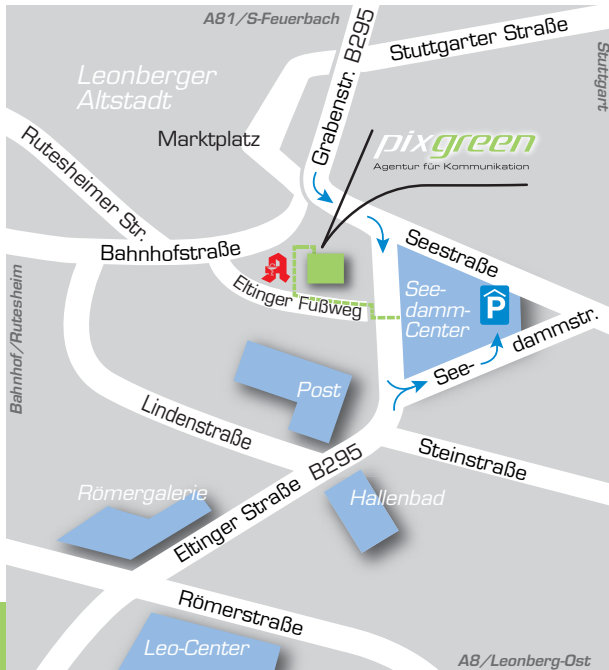 A81/S-Feuerbach
Stuttgarter Straße
Stuttgart
Leonberger
Altstadt
Grabenstr. B295
Marktplatz
pixgreen
Agentur für Kommunikation
Rutesheimer Str.
Bahnhofstraße
Seestraße
Eltinger Fußweg
See-
damm-
Center
P
See- dammstr.
Bahnhof/Rutesheim
Post
Lindenstraße
Steinstraße
Römergalerie
Eltinger Straße B295
Hallenbad
Römerstraße
Leo-Center
A8/Leonberg-Ost